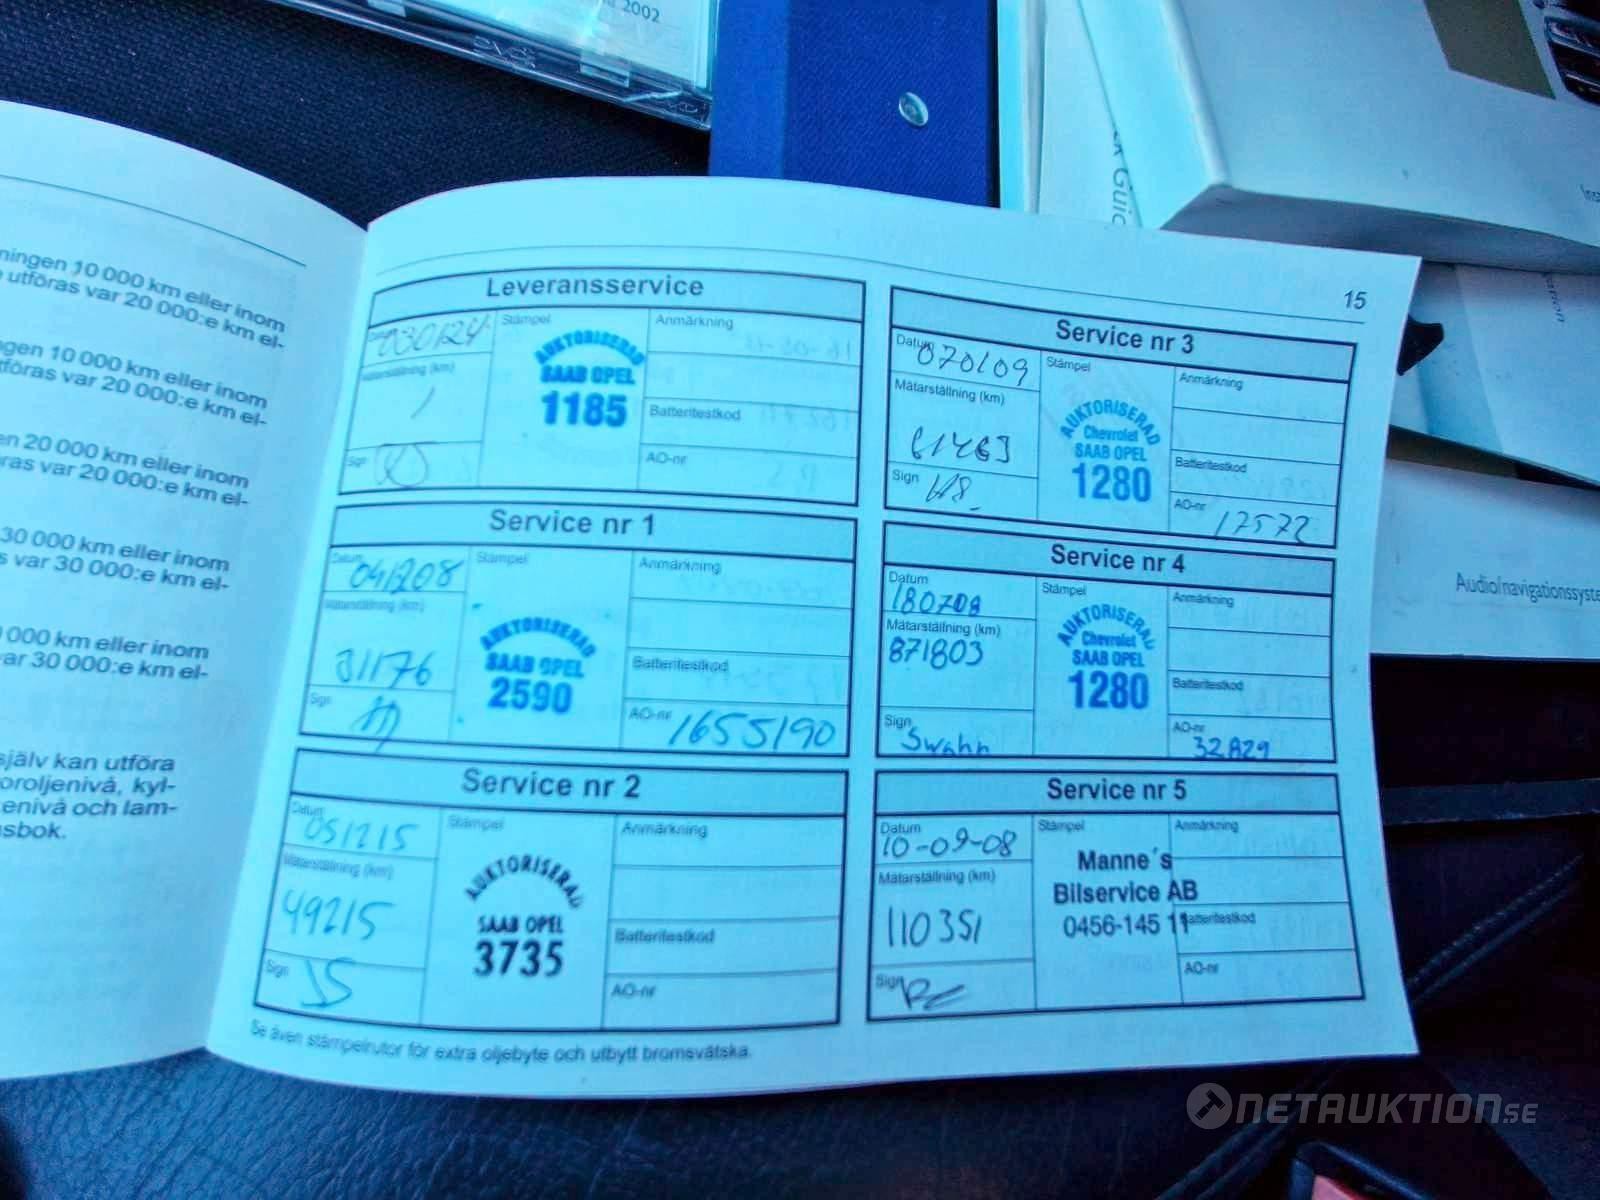 2002
ningen 10 000 km eller inom
utföras var 20 000:e km el-
ngen 10 000 km eller inom
tföras var 20 000:e km el-
en 20 000 km eller inom
ras var 20 000:e km el-
30 000 km eller inom
s var 30 000:e km el-
000 km eller inom
ar 30 000:e km el-
själv kan utföra
oroljenivå, kyl-
enivå och lam-
sbok.
15
Leveransservice
Datum 030124
Stämpel
Anmärkning
Mätarställning (km)
1
Batteritestkod
Sign
AO-nr
AUKTORISERAD
SAAB OPEL
1185
Service nr 1
Datum 041208
Stämpel
Anmärkning
Mätarställning (km)
31176
Batteritestkod
Sign
AO-nr 1655190
AUKTORISERAD
SAAB OPEL
2590
Service nr 2
Datum 051215
Stämpel
Anmärkning
Mätarställning (km)
49215
Batteritestkod
Sign JS
AO-nr
AUKTORISERAD
SAAB OPEL
3735
Se även stämpelrutor för extra oljebyte och utbytt bromsvätska.
Service nr 3
Datum 070109
Stämpel
Anmärkning
Mätarställning (km)
61463
Batteritestkod
Sign
AO-nr 17572
AUKTORISERAD
Chevrolet
SAAB OPEL
1280
Service nr 4
Datum 180708
Stämpel
Anmärkning
Mätarställning (km)
871803
Batteritestkod
Sign Swahn
AO-nr 32829
AUKTORISERAD
Chevrolet
SAAB OPEL
1280
Service nr 5
Datum 10-09-08
Stämpel
Anmärkning
Mätarställning (km)
110351
Batteritestkod
Sign
AO-nr
Manne´s
Bilservice AB
0456-145 11
Audio/navigationssyste
NETAUKTION.SE